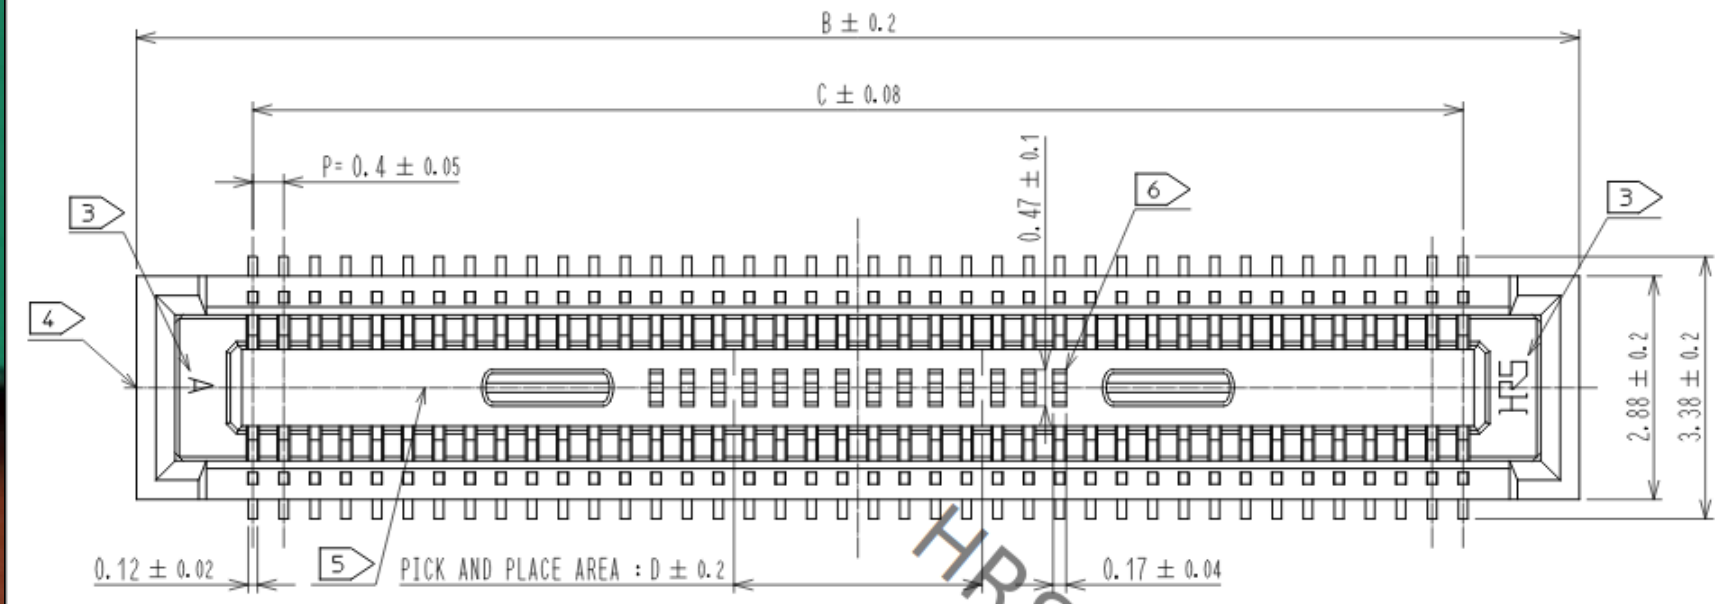 B ± 0.2
C ± 0.08
P= 0.4 ± 0.05
0.47 ± 0.1
6
3
3
4
A
HRS
2.88 ± 0.2
3.38 ± 0.2
0.12 ± 0.02
5
PICK AND PLACE AREA : D ± 0.2
0.17 ± 0.04
HRS